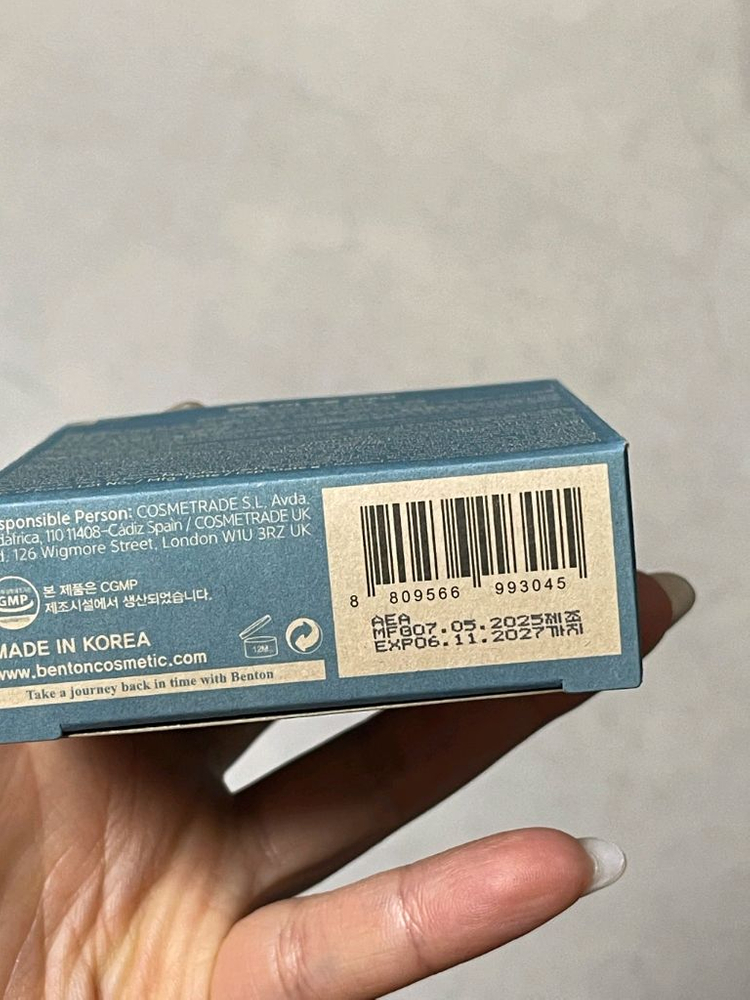 sponsible Person: COSMETRADE S.L, Avda.
dáfrica, 110 11408–Cádiz Spain / COSMETRADE UK
d. 126 Wigmore Street, London W1U 3RZ UK
GMP
본 제품은 CGMP
제조시설에서 생산되었습니다.
MADE IN KOREA
www.bentoncosmetic.com
12M
Take a journey back in time with Benton
8 809566 993045
AEA
MFG07.05.2025제조
EXP06.11.2027까지